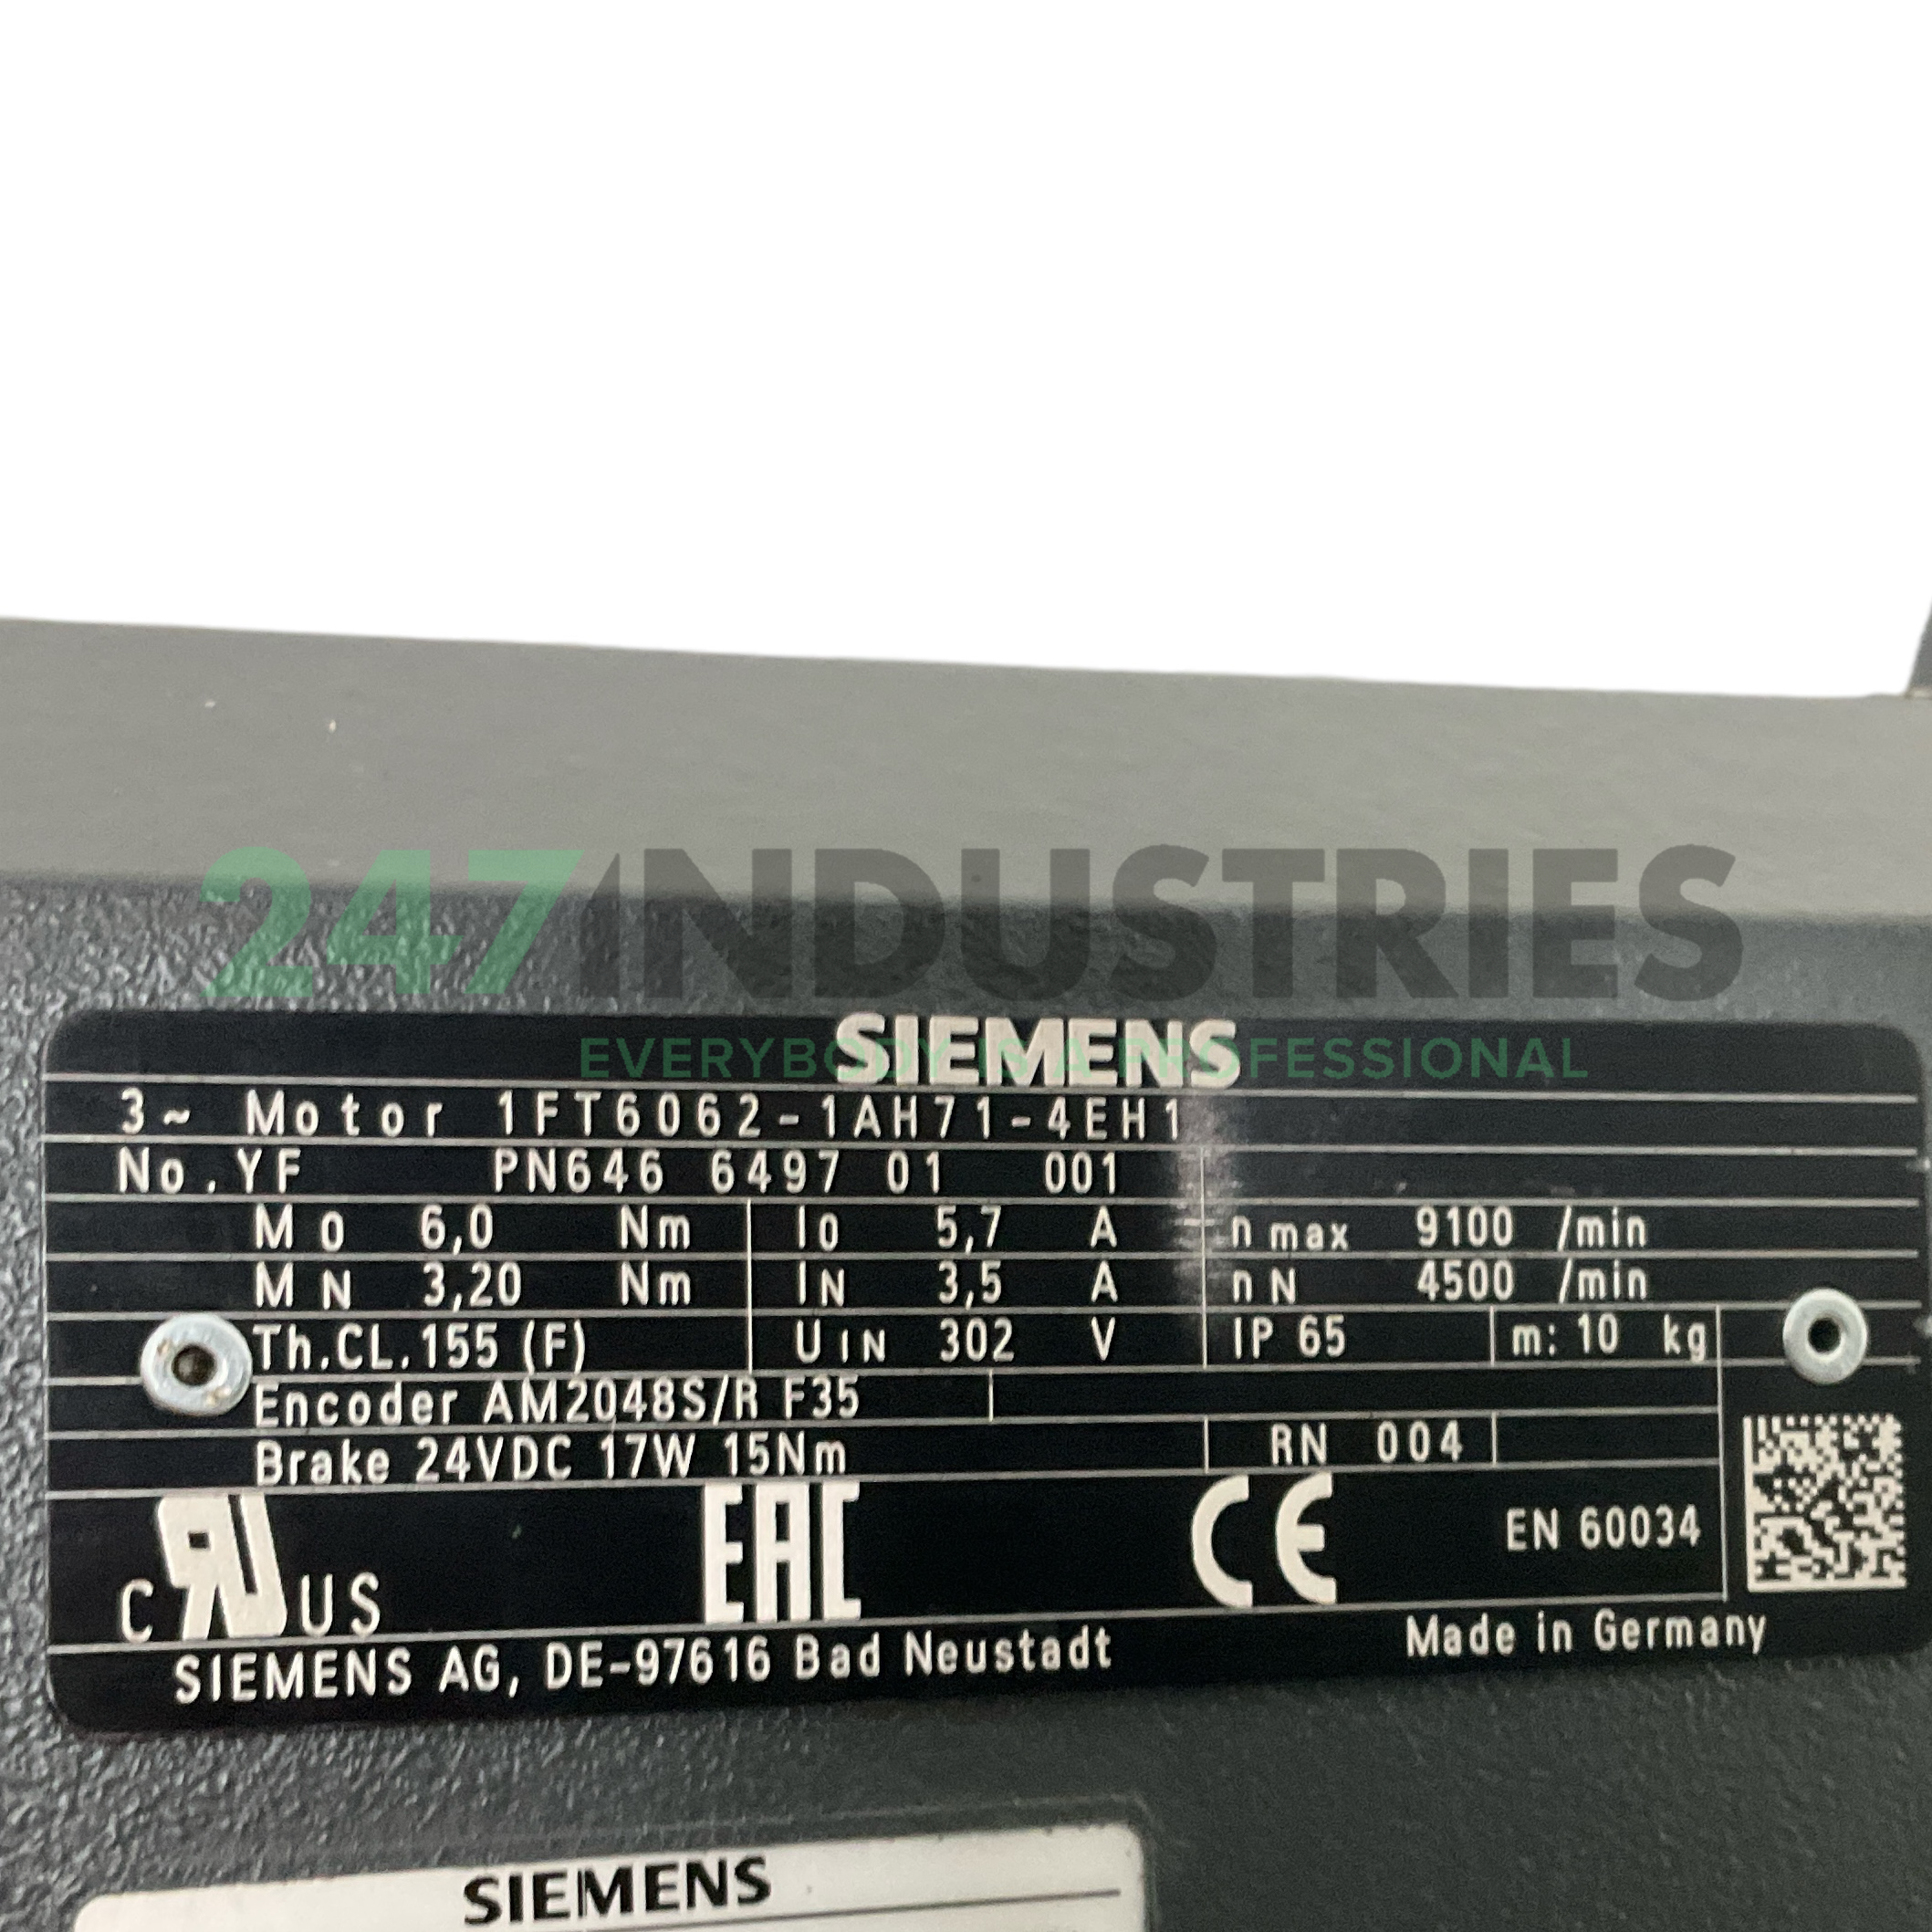 247INDUSTRIES
EVERYBODY IS A PROFESSIONAL
SIEMENS
3~ Motor 1FT6062-1AH71-4EH1
No.YF PN646 6497 01 001
M0 6,0 Nm I0 5,7 A n max 9100 /min
MN 3,20 Nm IN 3,5 A nN 4500 /min
Th.CL.155 (F) UIN 302 V IP 65 m: 10 kg
Encoder AM2048S/R F35
Brake 24VDC 17W 15Nm RN 004
C RU US EAC CE EN 60034
SIEMENS AG, DE-97616 Bad Neustadt Made in Germany
SIEMENS